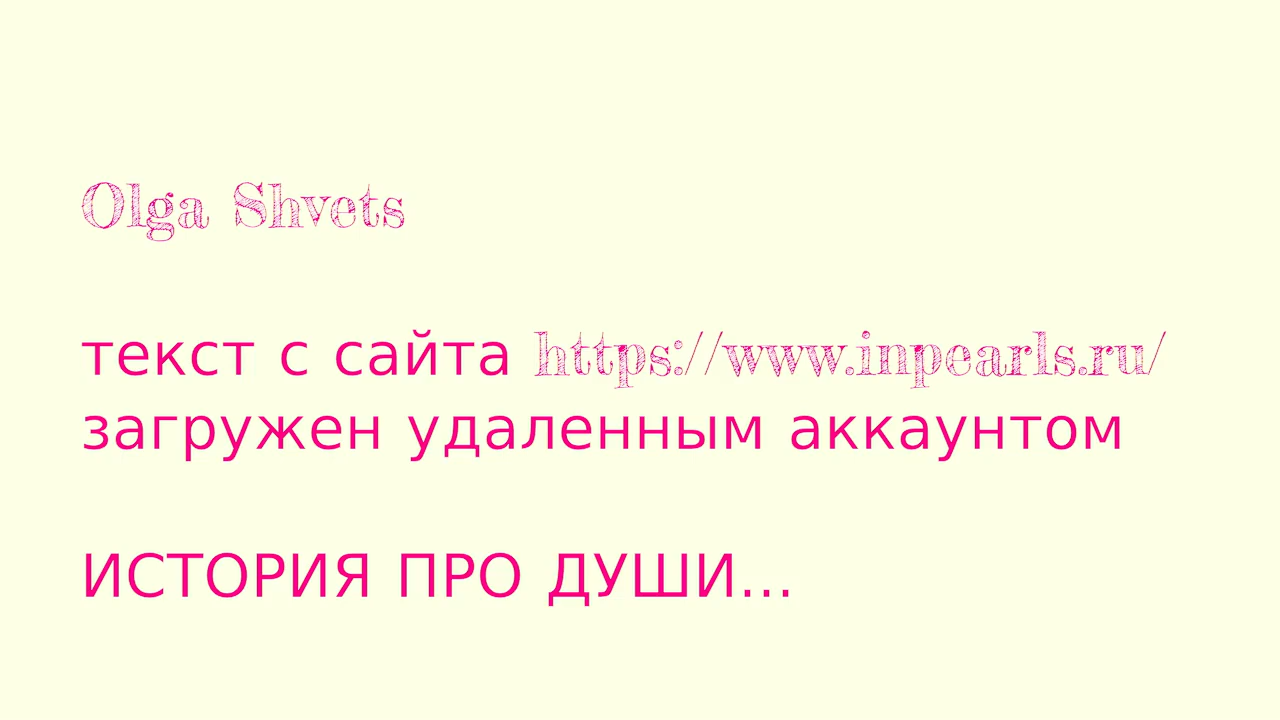 Olga Shvets
текст с сайта https://www.inpearls.ru/
загружен удаленным аккаунтом
ИСТОРИЯ ПРО ДУШИ...